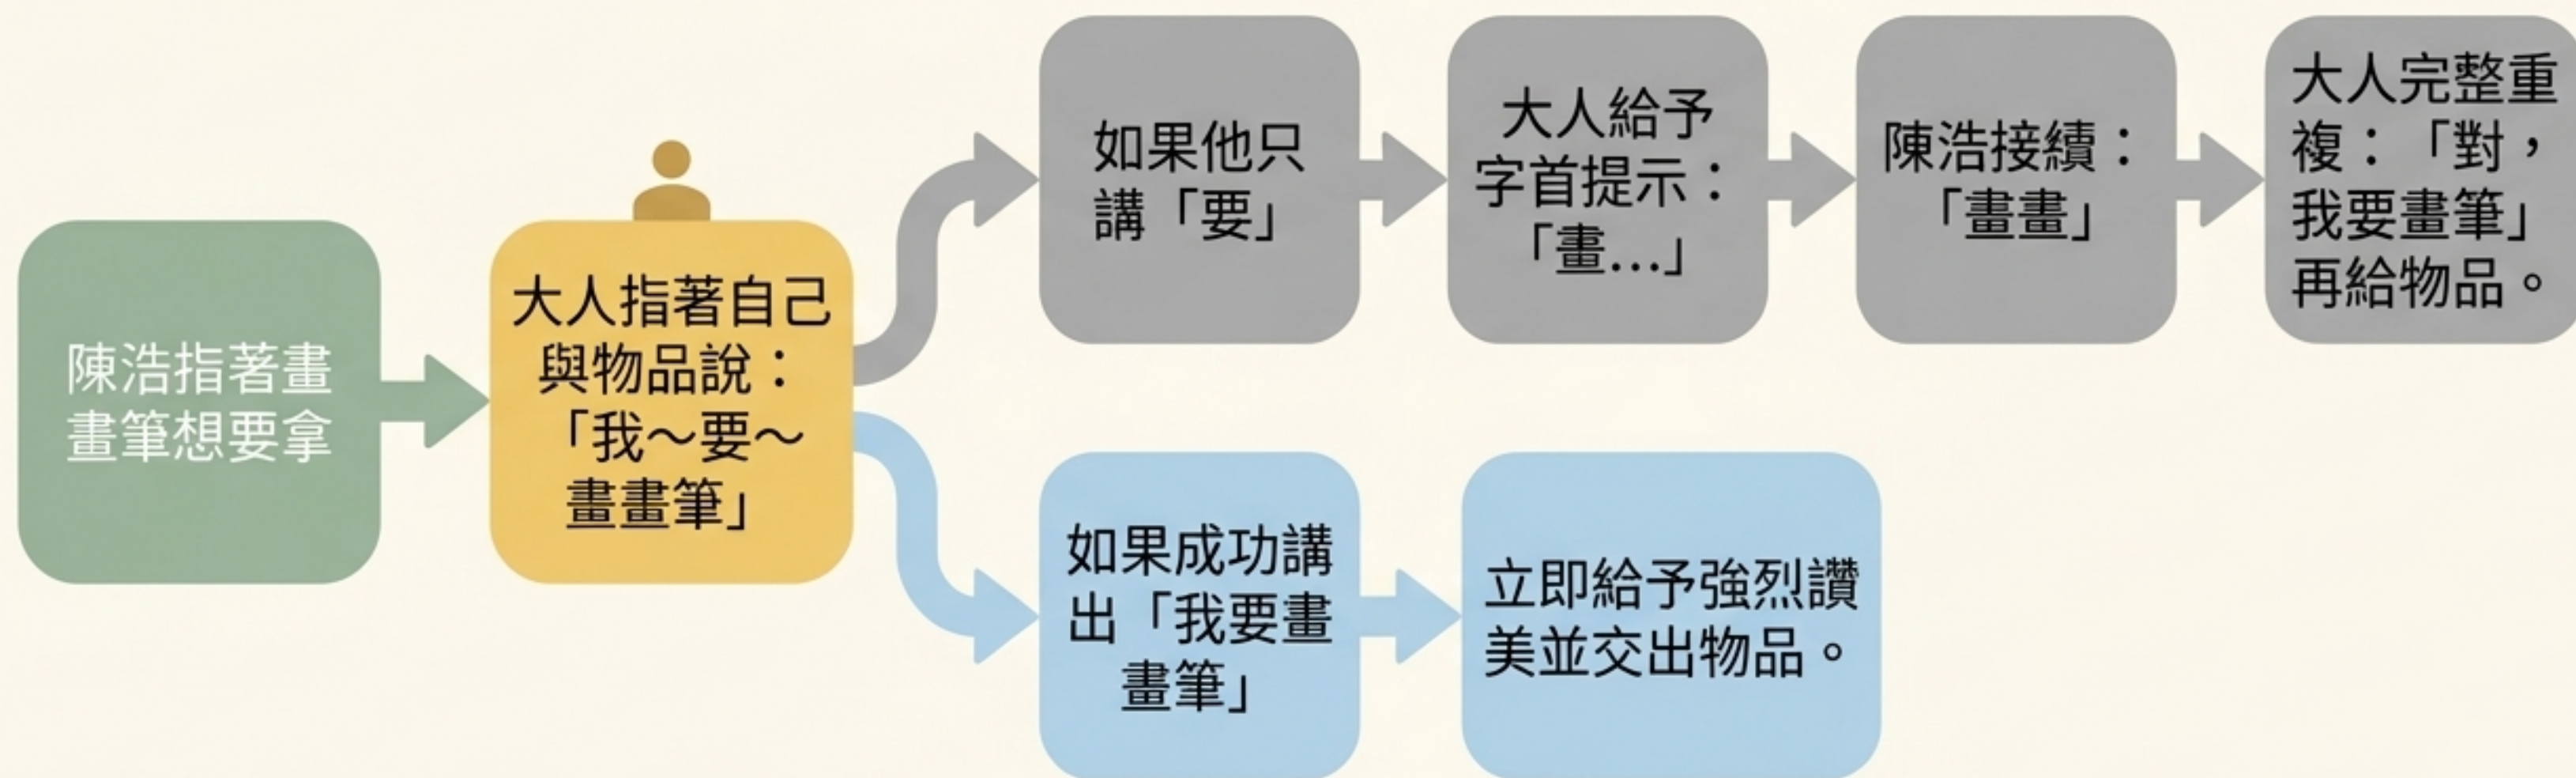 陳浩指著畫
畫筆想要拿
大人指著自己
與物品說：
「我～要～
畫畫筆」
如果他只
講「要」
大人給予
字首提示：
「畫...」
陳浩接續：
「畫畫」
大人完整重
複：「對，
我要畫筆」
再給物品。
如果成功講
出「我要畫
畫筆」
立即給予強烈讚
美並交出物品。